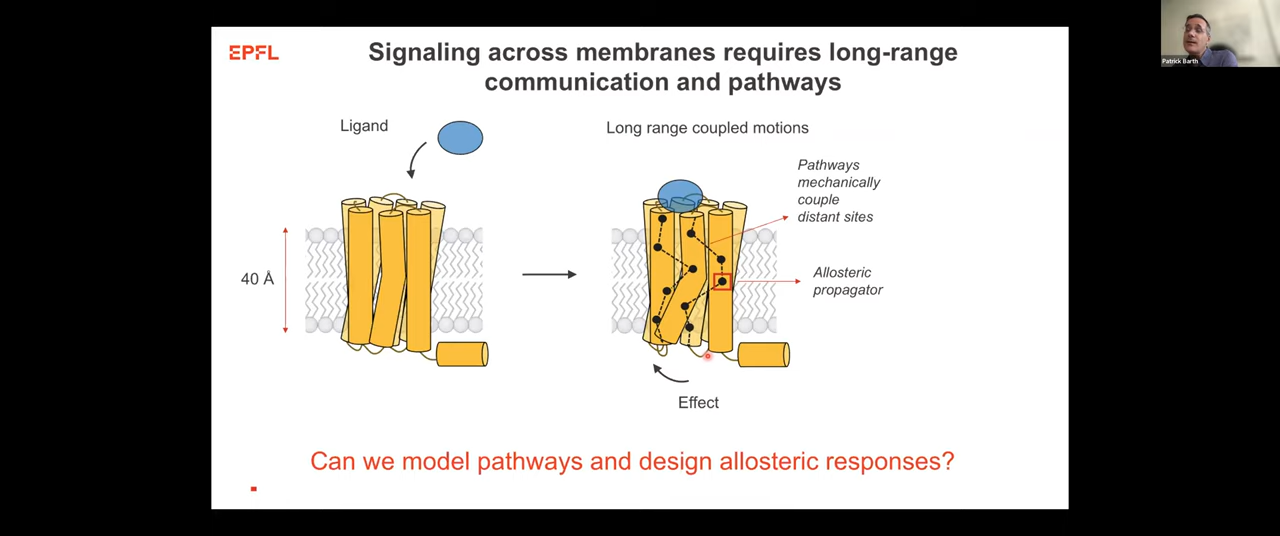 EPFL
Signaling across membranes requires long-range
communication and pathways
Patrick Barth
Ligand
Long range coupled motions
Pathways
mechanically
couple
distant sites
40 Å
Allosteric
propagator
Effect
Can we model pathways and design allosteric responses?